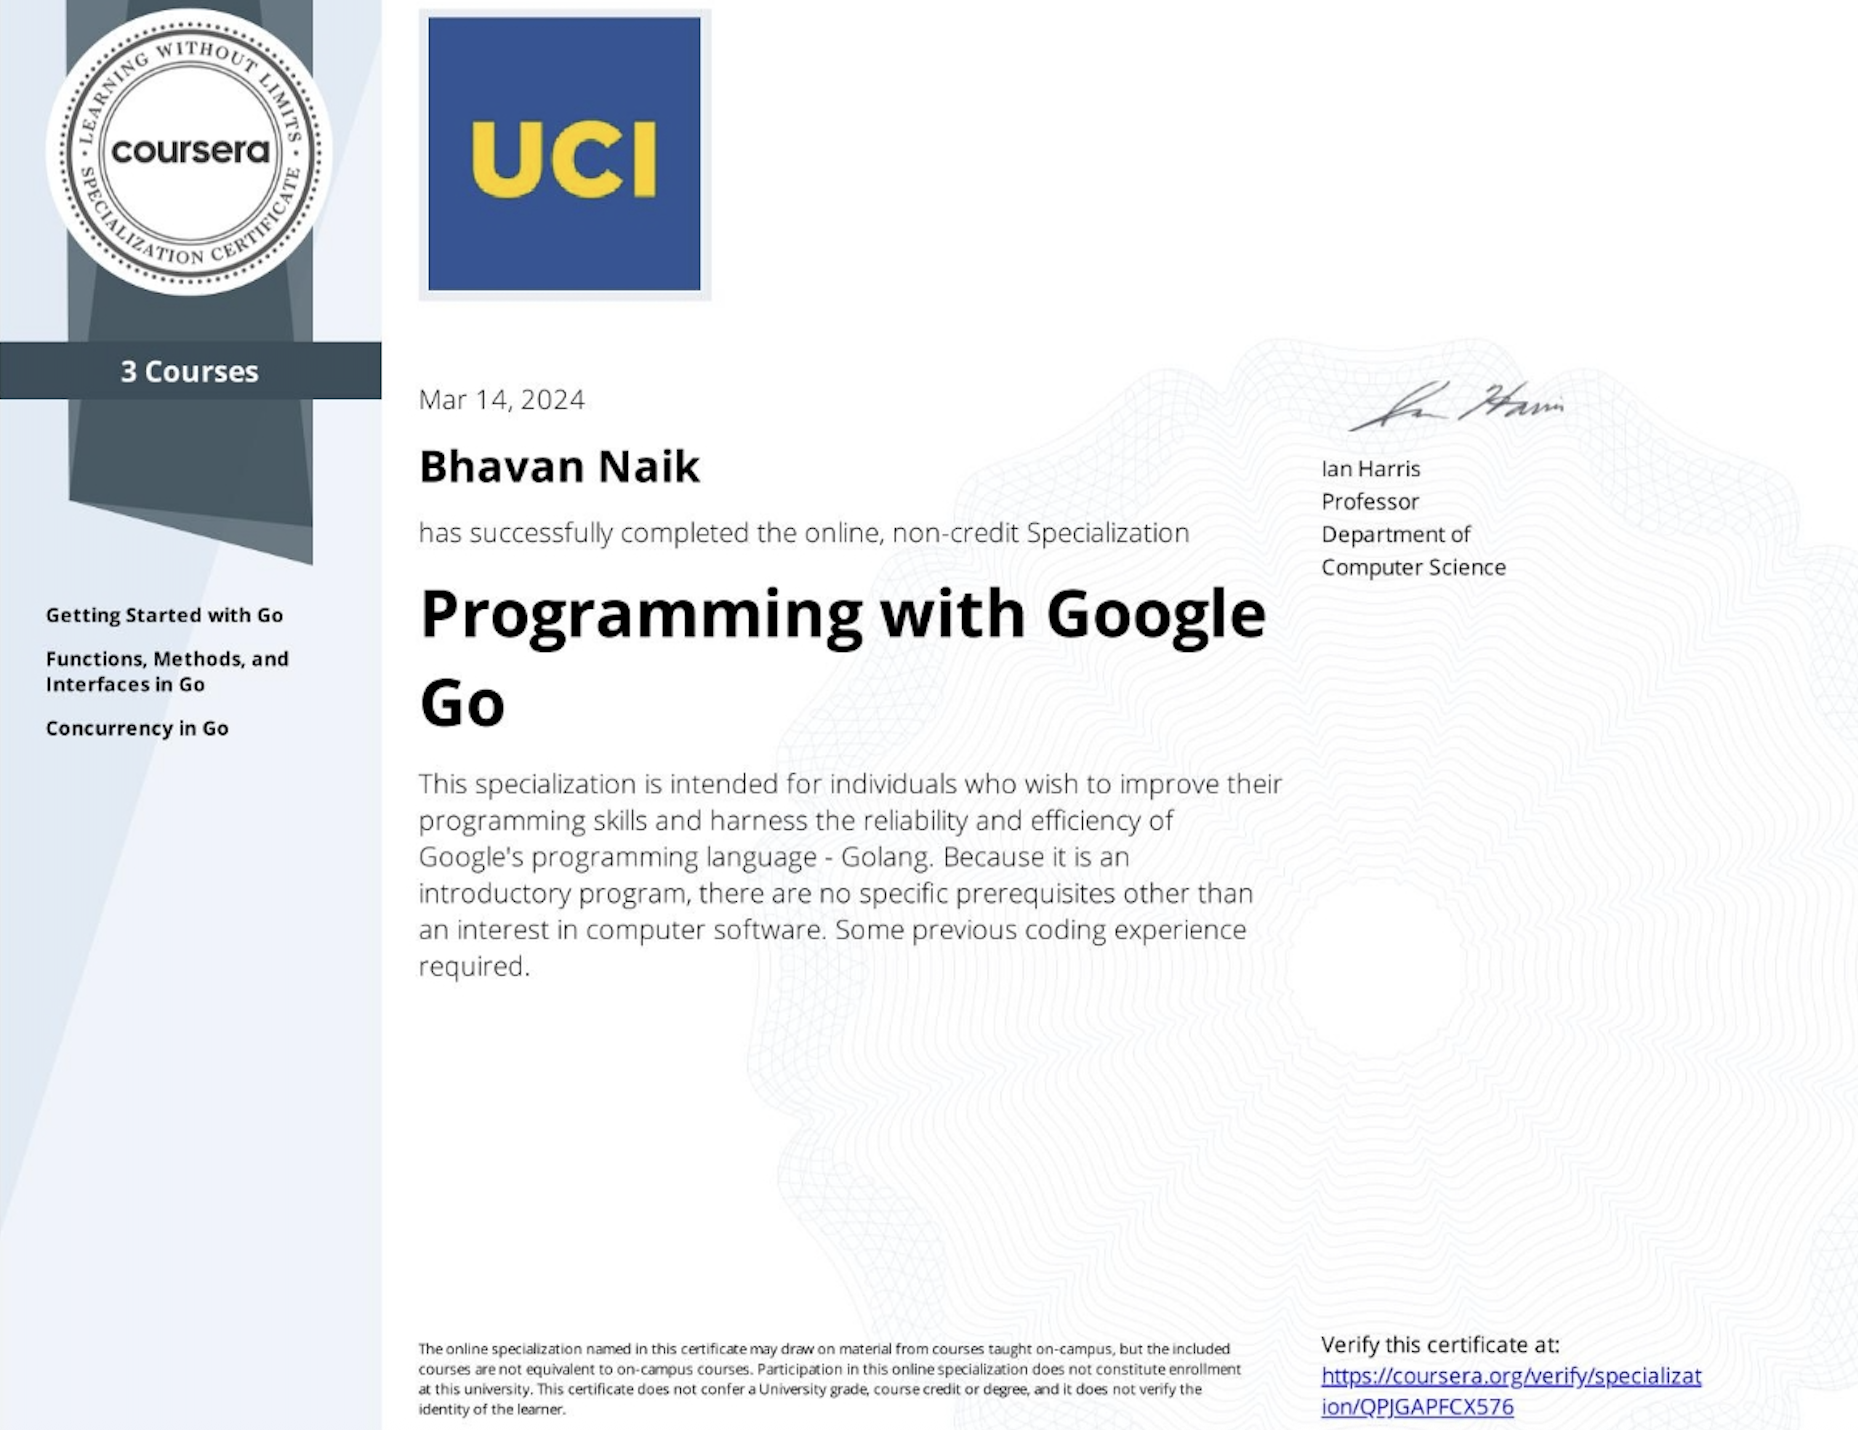 LEARNING WITHOUT LIMITS
coursera
SPECIALIZATION CERTIFICATE
3 Courses
Getting Started with Go
Functions, Methods, and
Interfaces in Go
Concurrency in Go
UCI
Mar 14, 2024
Bhavan Naik
has successfully completed the online, non-credit Specialization
Programming with Google
Go
This specialization is intended for individuals who wish to improve their
programming skills and harness the reliability and efficiency of
Google's programming language - Golang. Because it is an
introductory program, there are no specific prerequisites other than
an interest in computer software. Some previous coding experience
required.
Ian Harris
Ian Harris
Professor
Department of
Computer Science
The online specialization named in this certificate may draw on material from courses taught on-campus, but the included
courses are not equivalent to on-campus courses. Participation in this online specialization does not constitute enrollment
at this university. This certificate does not confer a University grade, course credit or degree, and it does not verify the
identity of the learner.
Verify this certificate at:
https://coursera.org/verify/specializat
ion/QPJGAPFCX576